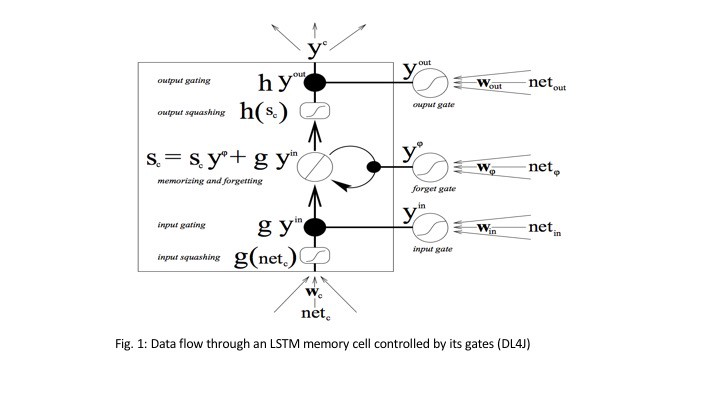 y^c
output gating
h y^out
y^out
w_out
net_out
ouput gate
output squashing
h(s_c)
s_c = s_c y^φ + g y^in
memorizing and forgetting
y^φ
w_φ
net_φ
forget gate
input gating
g y^in
y^in
w_in
net_in
input gate
input squashing
g(net_c)
w_c
net_c
Fig. 1: Data flow through an LSTM memory cell controlled by its gates (DL4J)